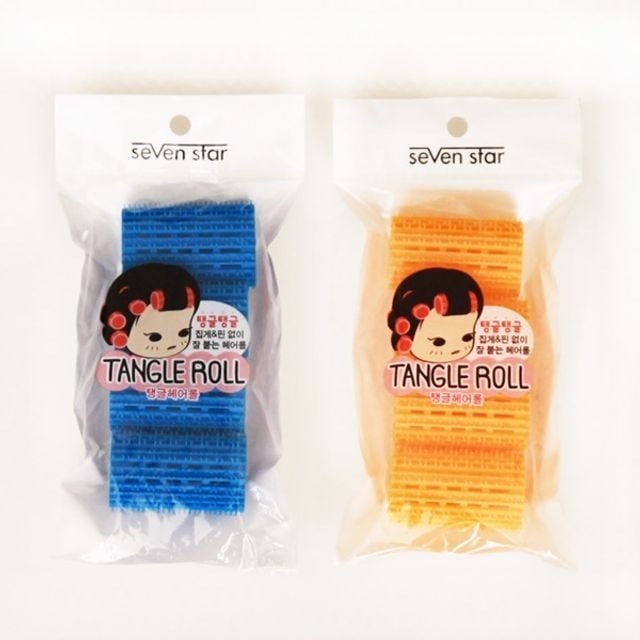 seven star
탱글탱글
집게&핀 없이
잘 붙는 헤어롤
TANGLE ROLL
탱글헤어롤
seven star
탱글탱글
집게&핀 없이
잘 붙는 헤어롤
TANGLE ROLL
탱글헤어롤